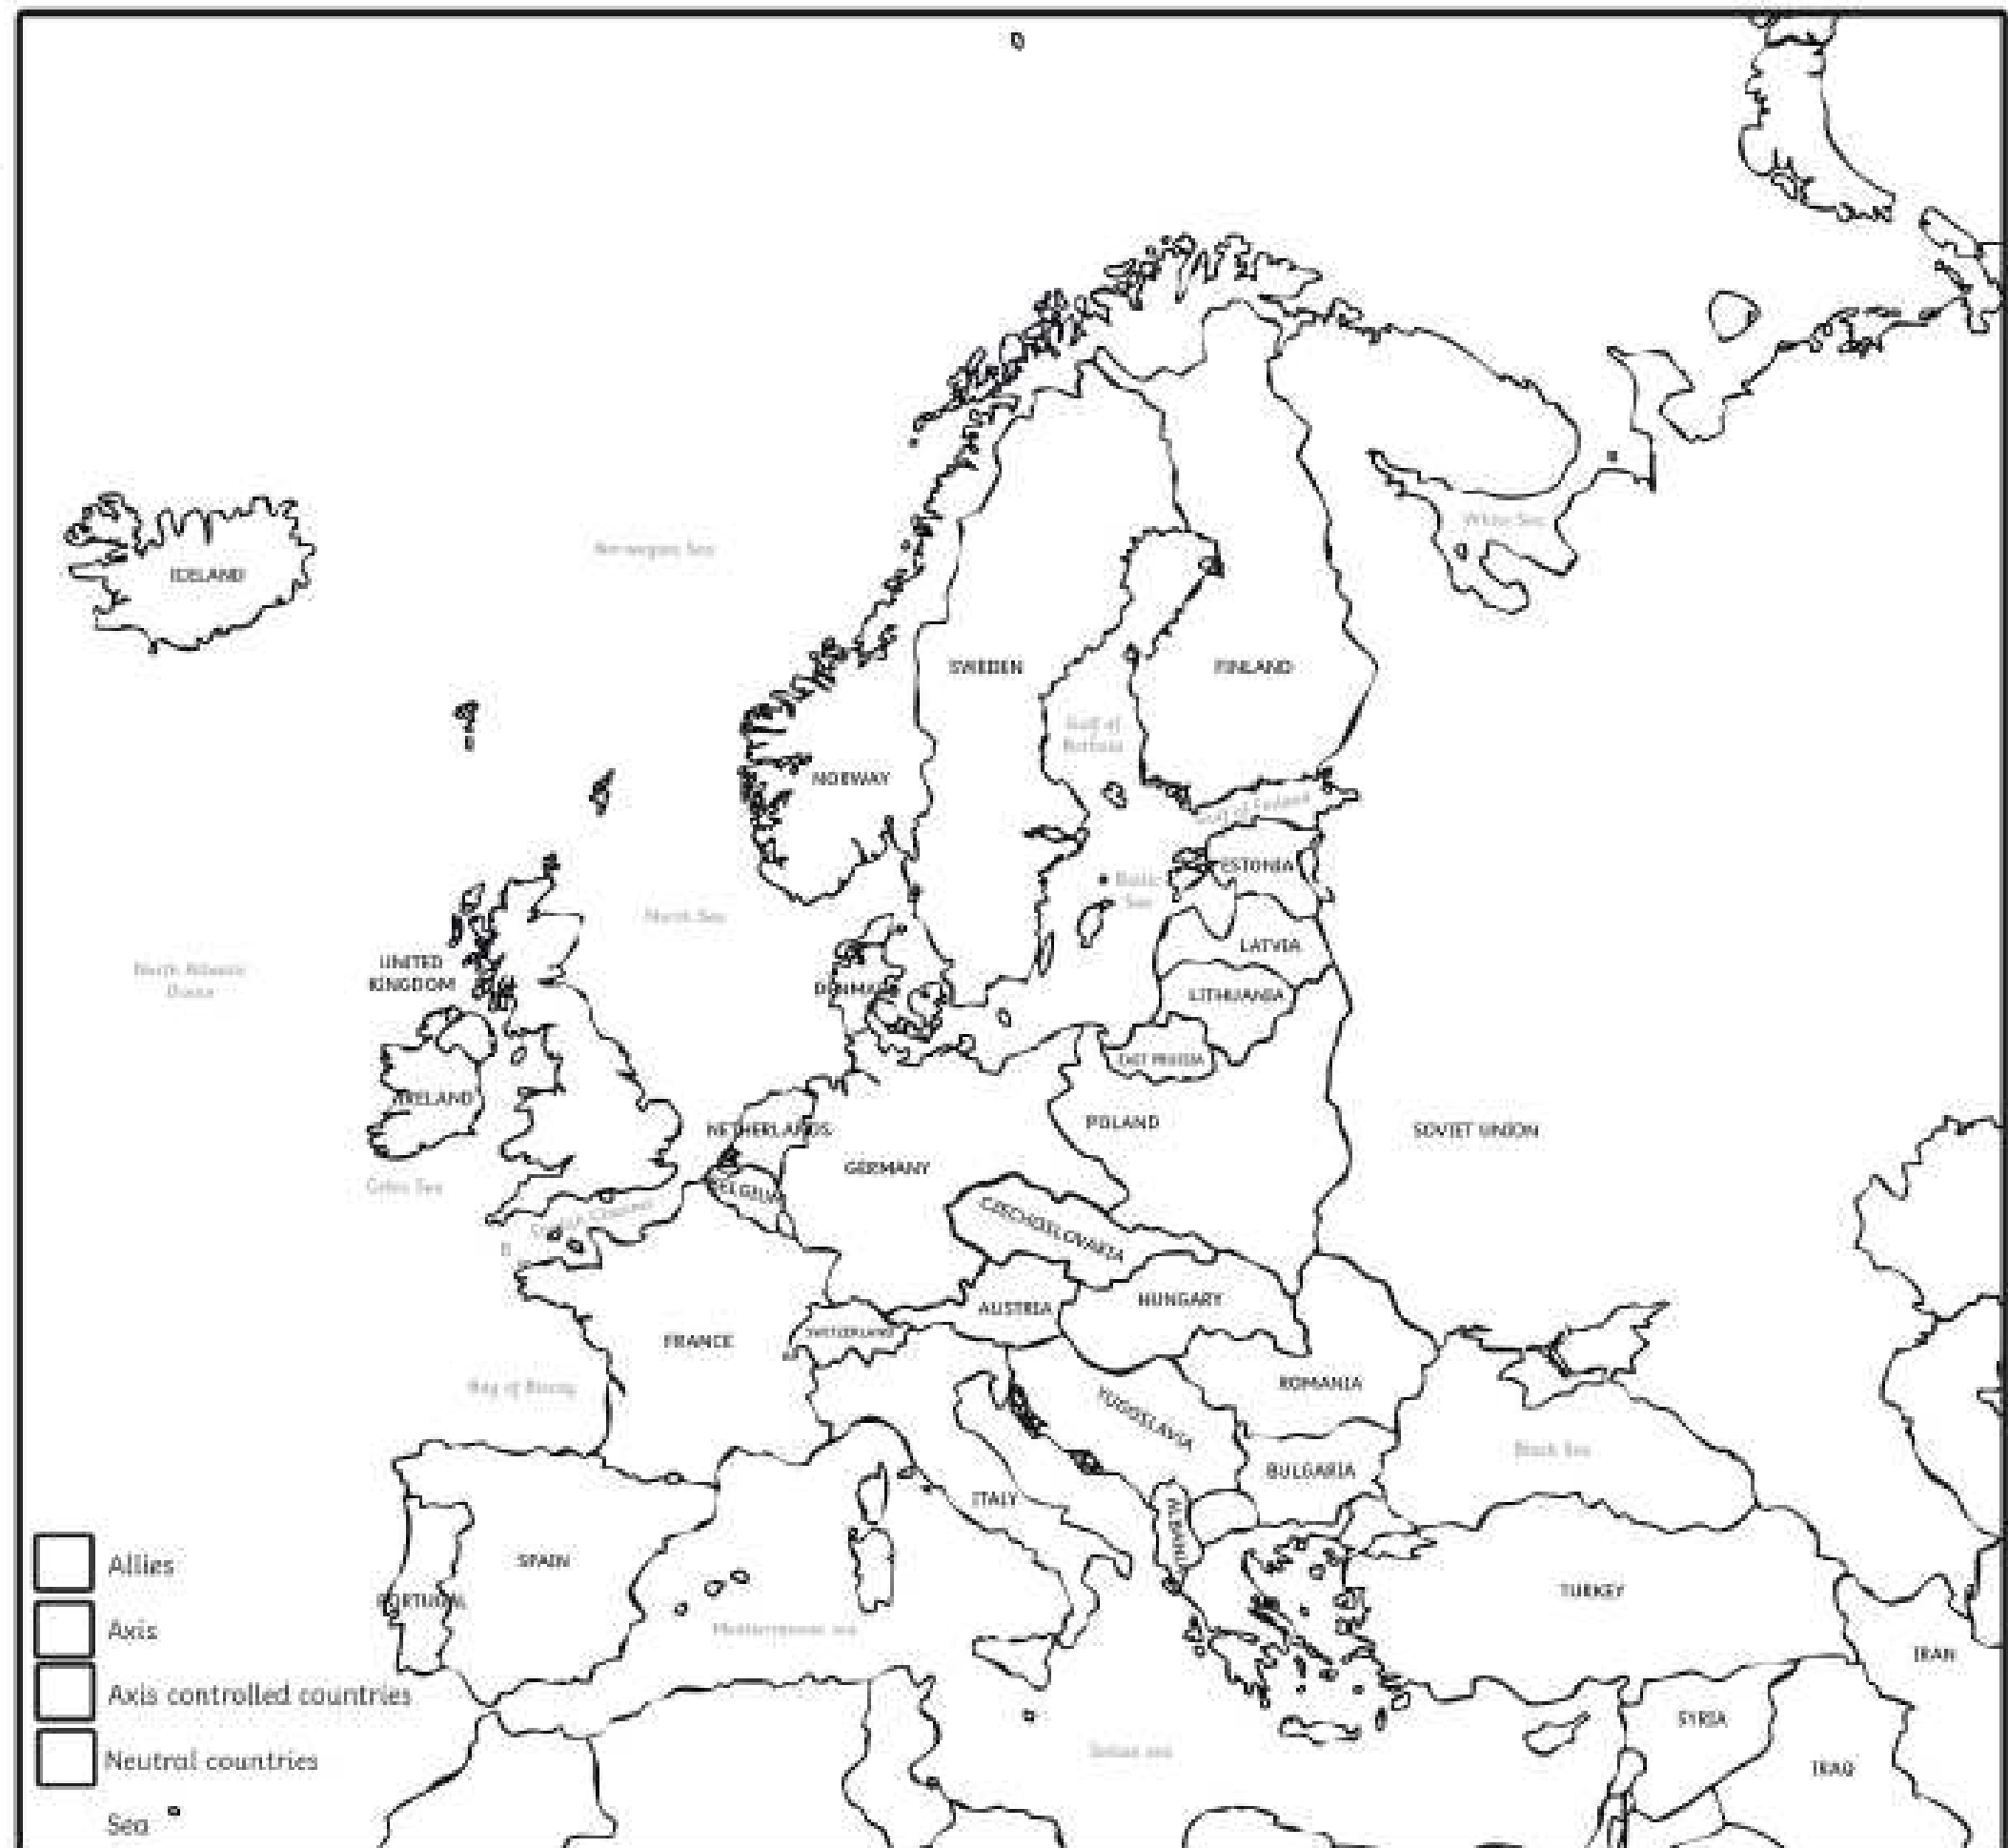 ICELAND
Norwegian Sea
White Sea
SWEDEN
FINLAND
Gulf of
NORWAY
Gulf of Finland
ESTONIA
Baltic
Sea
North Sea
LATVIA
UNITED
KINGDOM
North Atlantic
DENMARK
LITHUANIA
EAST PRUSSIA
IRELAND
NETHERLANDS
POLAND
SOVIET UNION
GERMANY
BELGIUM
Sea
English Channel
CZECHOSLOVAKIA
AUSTRIA
HUNGARY
SWITZERLAND
FRANCE
Bay of Biscay
ROMANIA
YUGOSLAVIA
Black Sea
BULGARIA
ITALY
ALBANIA
SPAIN
PORTUGAL
TURKEY
Mediterranean sea
IRAN
SYRIA
IRAQ
Allies
Axis
Axis controlled countries
Neutral countries
Sea